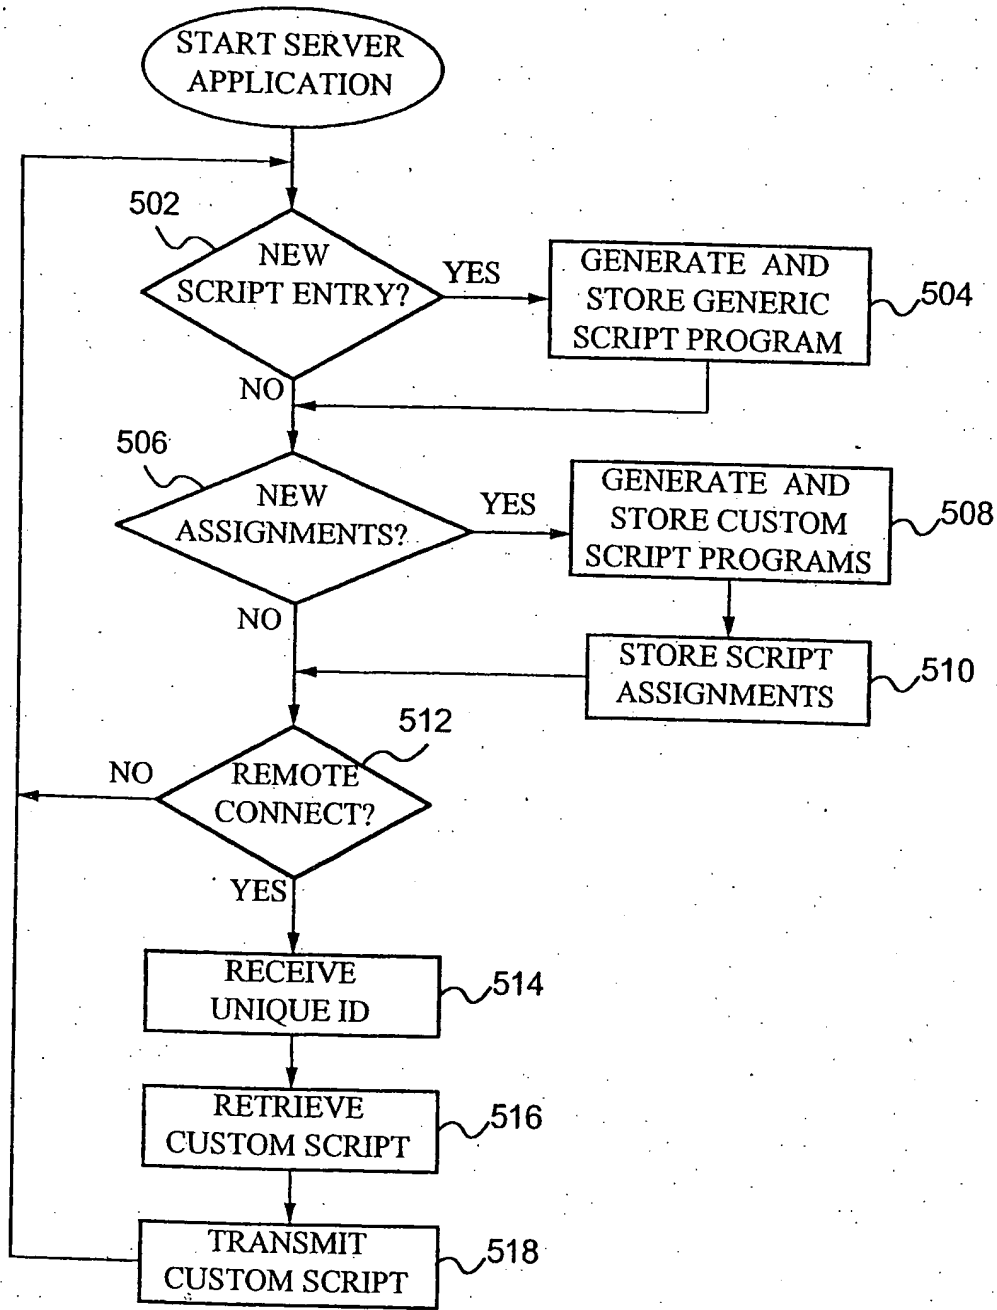 START SERVER
APPLICATION
502
NEW
SCRIPT ENTRY?
YES
GENERATE AND
STORE GENERIC
SCRIPT PROGRAM
504
NO
506
NEW
ASSIGNMENTS?
YES
GENERATE AND
STORE CUSTOM
SCRIPT PROGRAMS
508
NO
STORE SCRIPT
ASSIGNMENTS
510
512
REMOTE
CONNECT?
NO
YES
RECEIVE
UNIQUE ID
514
RETRIEVE
CUSTOM SCRIPT
516
TRANSMIT
CUSTOM SCRIPT
518